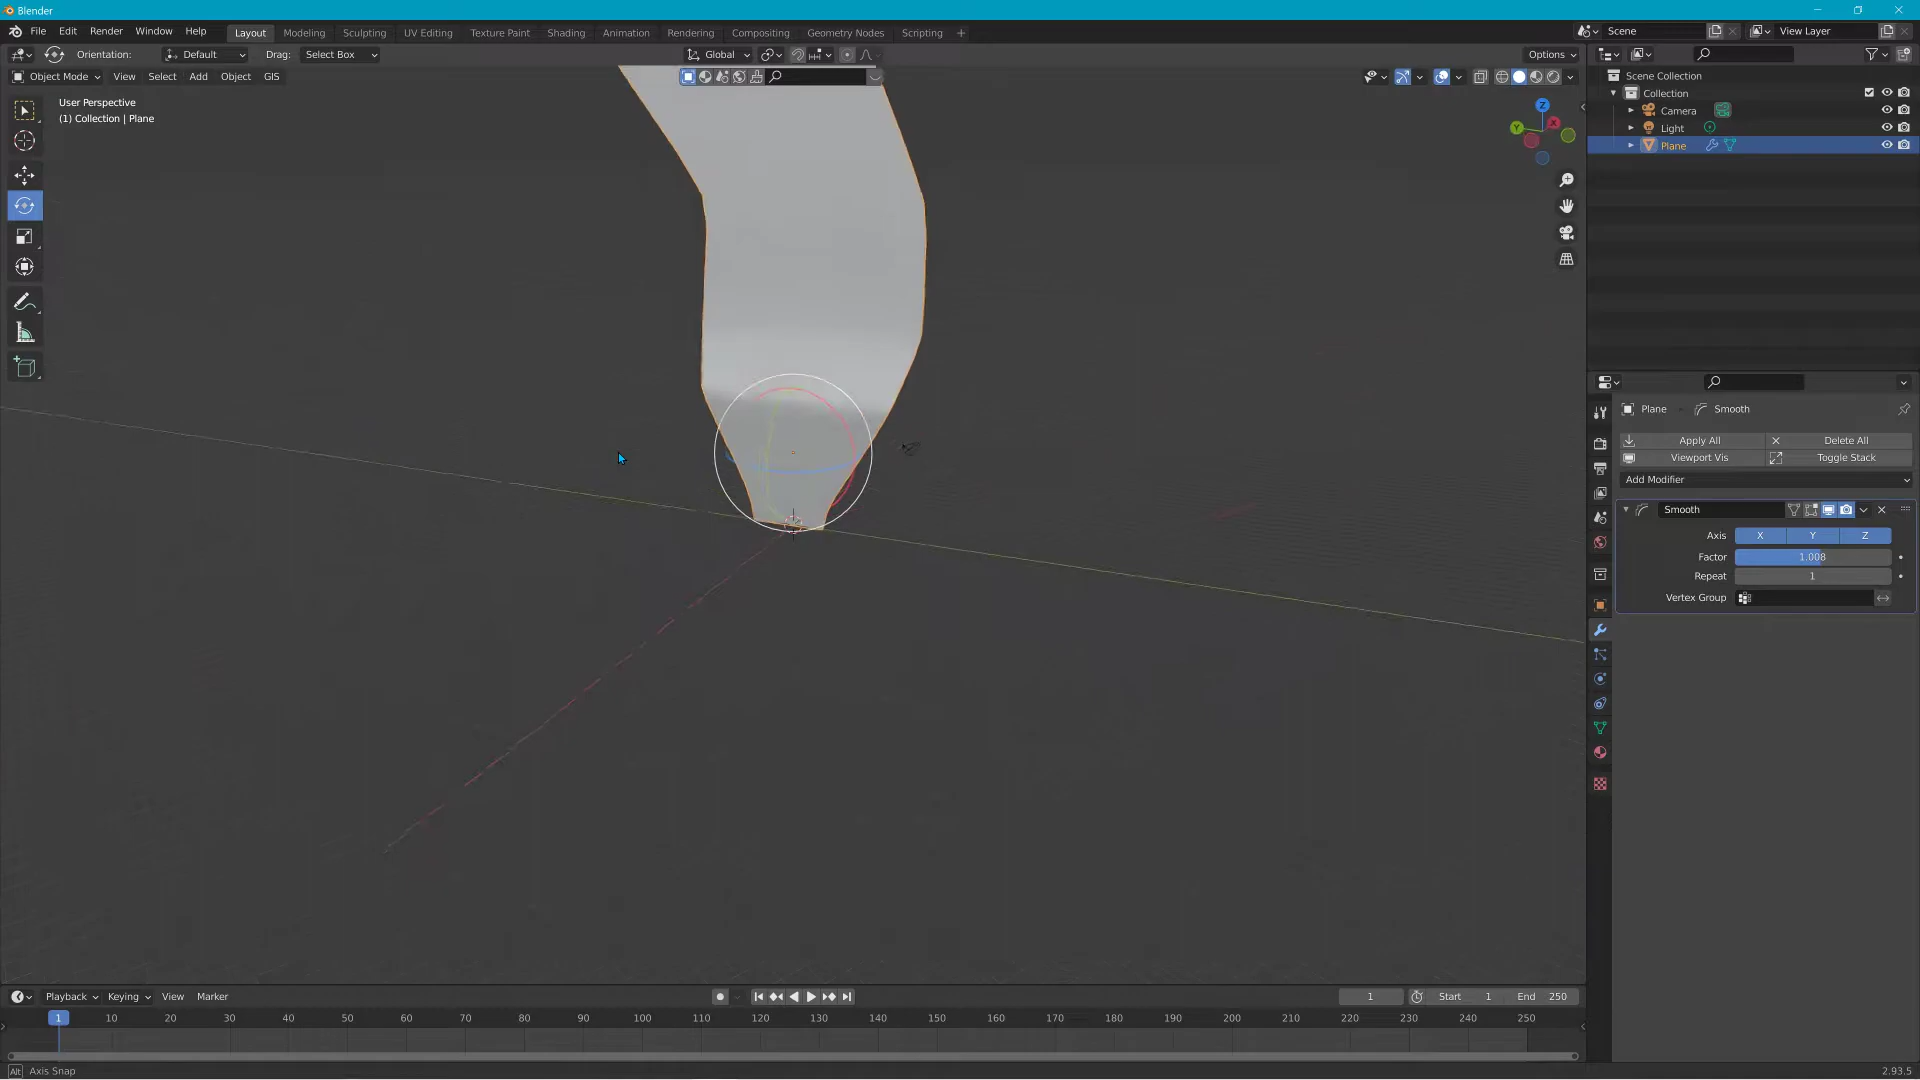 Blender
File Edit Render Window Help
Layout Modeling Sculpting UV Editing Texture Paint Shading Animation Rendering Compositing Geometry Nodes Scripting +
Scene
View Layer
Orientation: Default Drag: Select Box
Global
Options
Object Mode View Select Add Object GIS
User Perspective
(1) Collection | Plane
Z
Y
X
Scene Collection
Collection
Camera
Light
Plane
Plane Smooth
Apply All Delete All
Viewport Vis Toggle Stack
Add Modifier
Smooth
Axis X Y Z
Factor 1.008
Repeat 1
Vertex Group
Playback Keying View Marker
1 Start 1 End 250
1 10 20 30 40 50 60 70 80 90 100 110 120 130 140 150 160 170 180 190 200 210 220 230 240 250
Alt Axis Snap
2.93.5